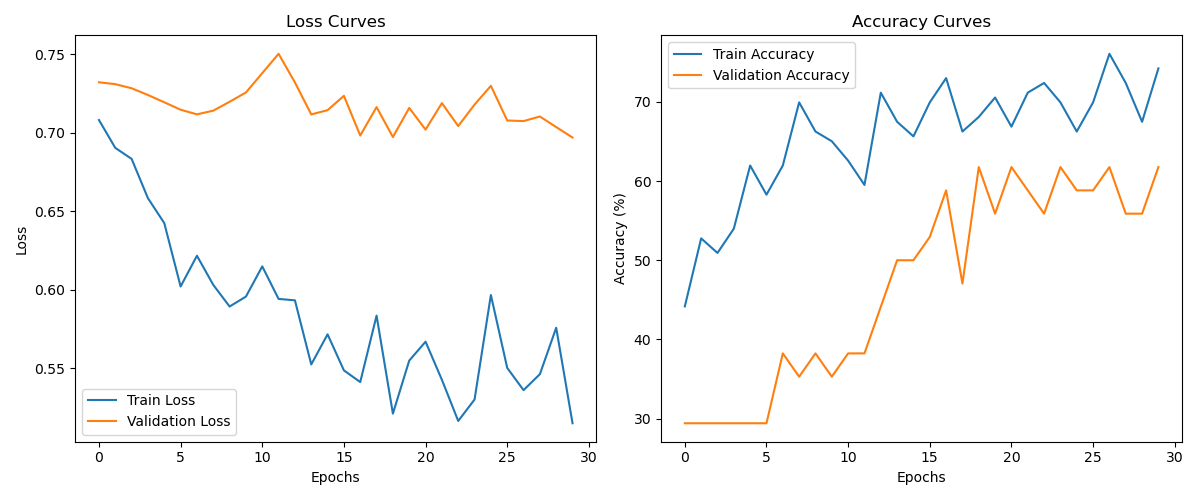 Loss Curves
0.75
0.70
0.65
0.60
0.55
Loss
Train Loss
Validation Loss
0 5 10 15 20 25 30
Epochs
Accuracy Curves
Train Accuracy
Validation Accuracy
70
60
50
40
30
Accuracy (%)
0 5 10 15 20 25 30
Epochs